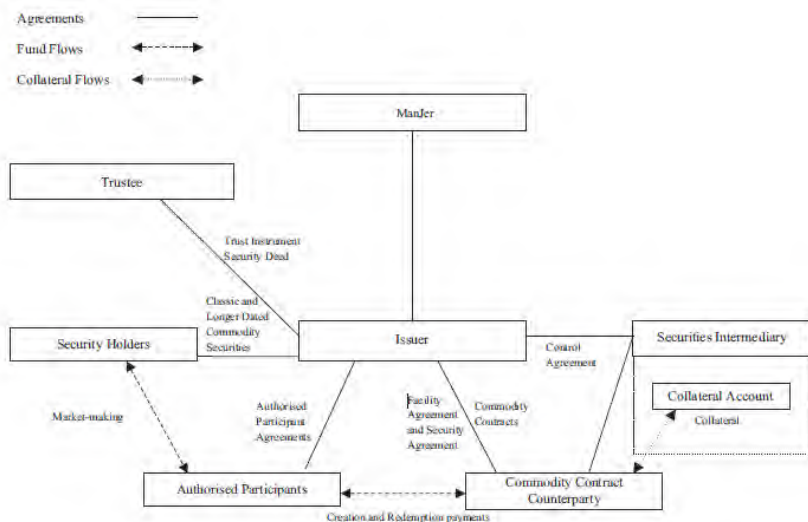 Agreements
Fund Flows
Collateral Flows
ManJer
Trustee
Trust Instrument
Security Deed
Classic and
Longer Dated
Commodity
Securities
Security Holders
Issuer
Securities Intermediary
Control
Agreement
Collateral Account
Collateral
Market-making
Authorised
Participant
Agreements
Facility
Agreement
and Security
Agreement
Commodity
Contracts
Authorised Participants
Commodity Contract
Counterparty
Creation and Redemption payments